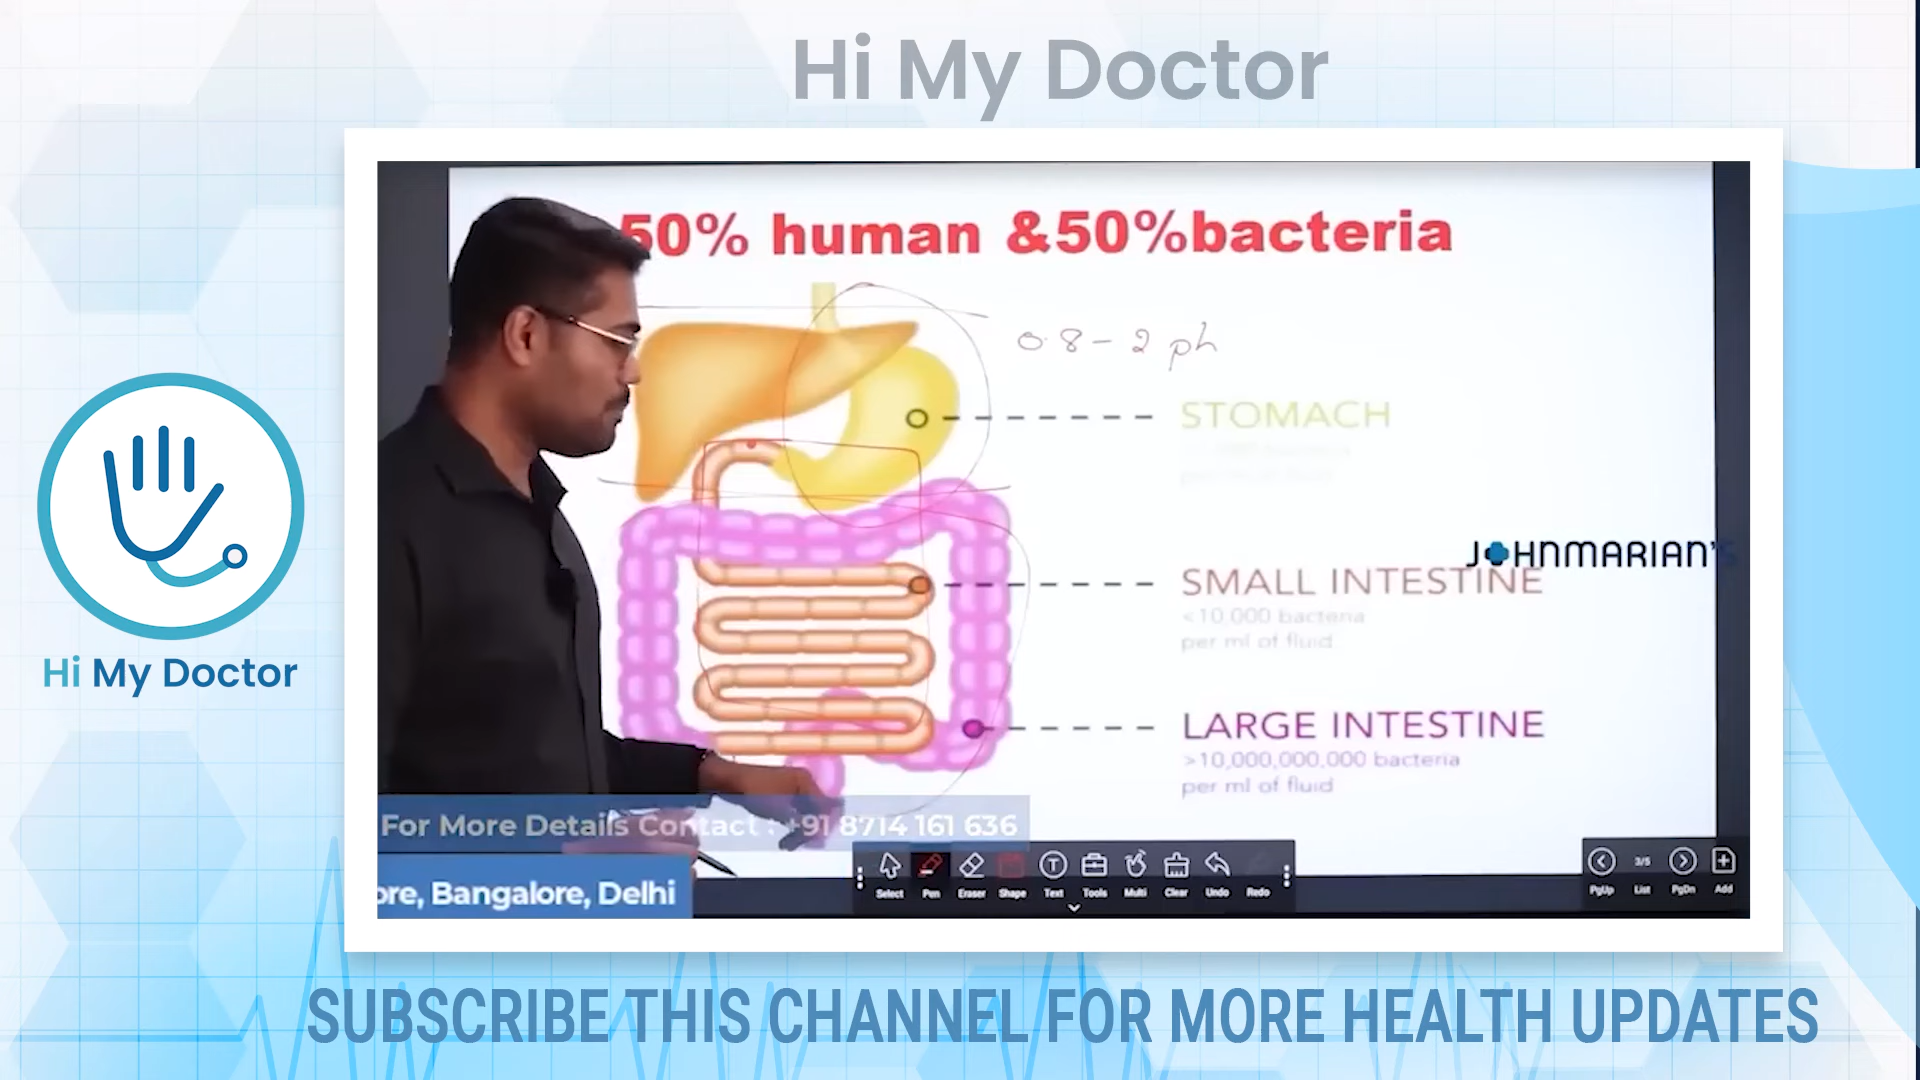 Hi My Doctor
50% human &50%bacteria
0.8 - 2 ph
STOMACH
JOHNMARIAN'S
SMALL INTESTINE
<10,000 bacteria
per ml of fluid
LARGE INTESTINE
>10,000,000,000 bacteria
per ml of fluid
Hi My Doctor
For More Details Contact : +91 8714 161 636
ore, Bangalore, Delhi
Select Pen Eraser Shape Text Tools Multi Clear Undo Redo
3/5
PgUp List PgDn Add
SUBSCRIBE THIS CHANNEL FOR MORE HEALTH UPDATES